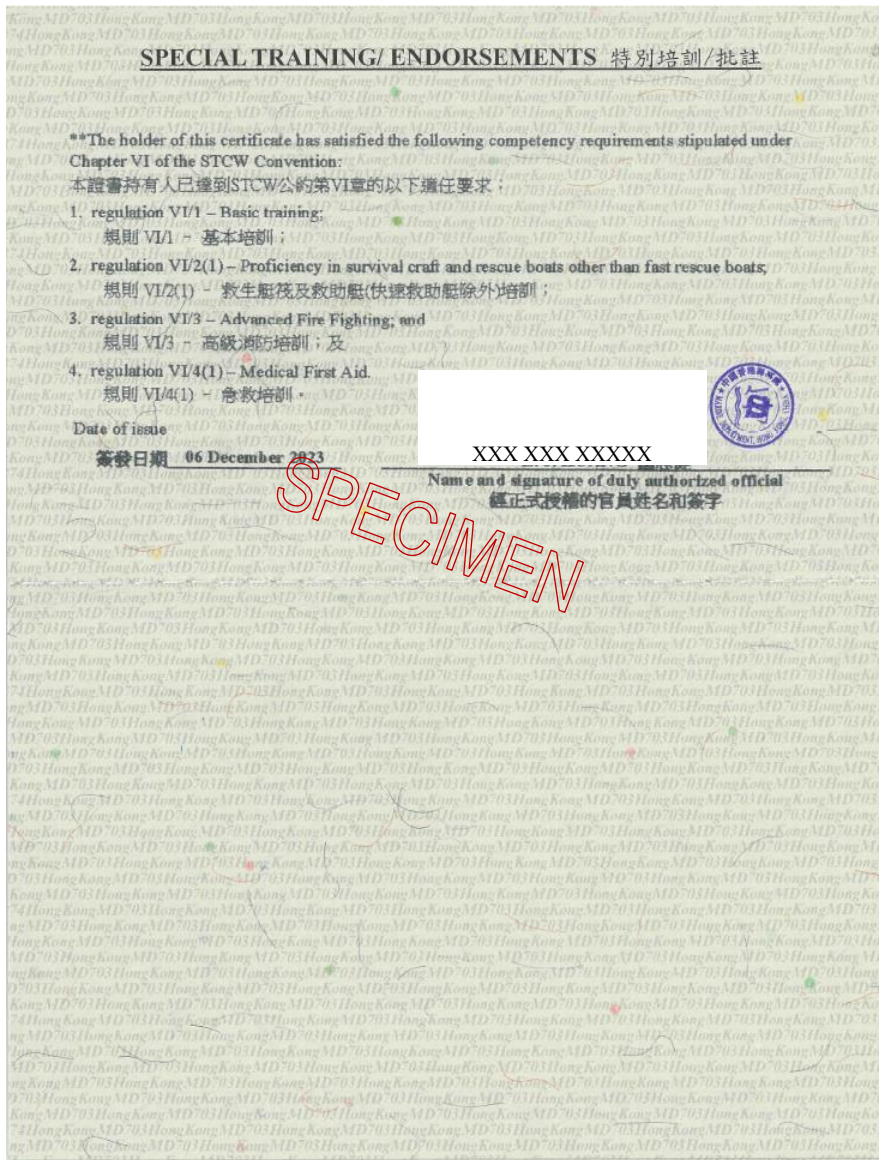 SPECIAL TRAINING/ ENDORSEMENTS 特別培訓/批註
**The holder of this certificate has satisfied the following competency requirements stipulated under
Chapter VI of the STCW Convention:
本證書持有人已達到STCW公約第VI章的以下適任要求；
1. regulation VI/1 – Basic training;
規則 VI/1 - 基本培訓；
2. regulation VI/2(1) – Proficiency in survival craft and rescue boats other than fast rescue boats;
規則 VI/2(1) - 救生艇筏及救助艇(快速救助艇除外)培訓；
3. regulation VI/3 – Advanced Fire Fighting; and
規則 VI/3 - 高級消防培訓；及
4. regulation VI/4(1) – Medical First Aid.
規則 VI/4(1) - 急救培訓。
Date of issue
簽發日期 06 December 2023
XXX XXX XXXXX
Name and signature of duly authorized official
經正式授權的官員姓名和簽字
SPECIMEN